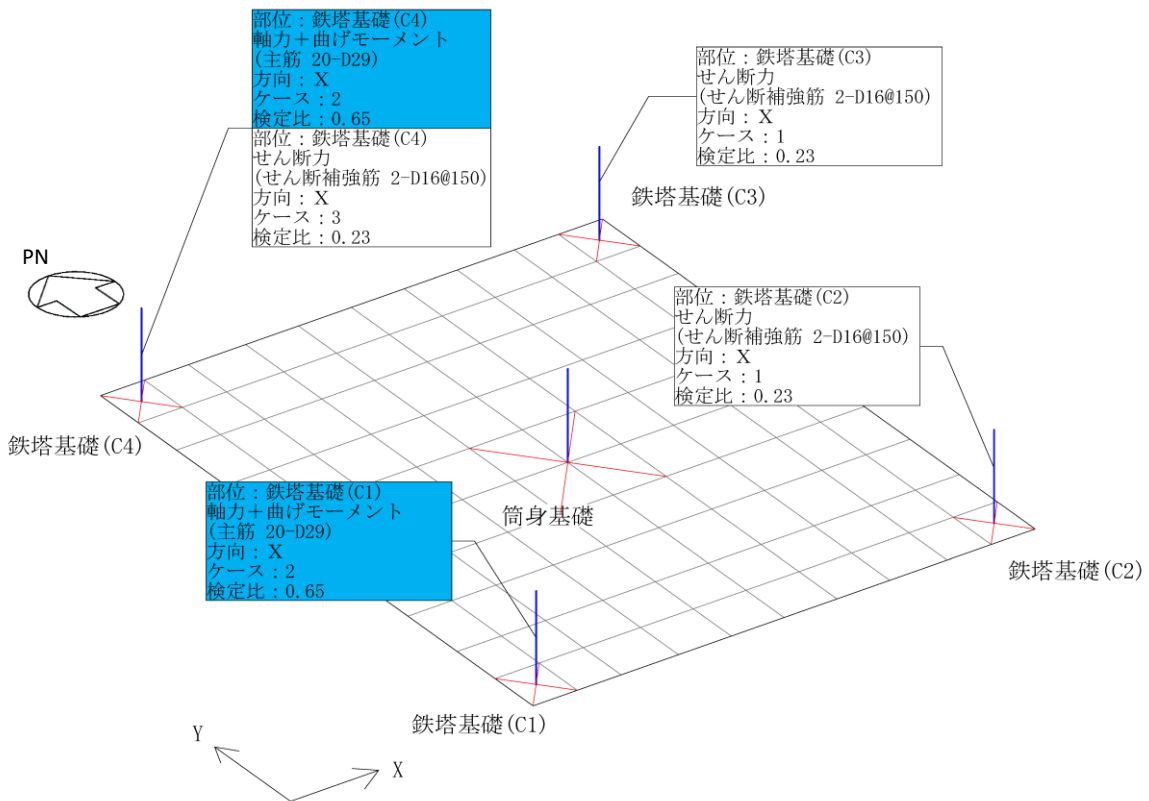 部位：鉄塔基礎(C4)
軸力＋曲げモーメント
(主筋 20-D29)
方向：X
ケース：2
検定比：0.65
部位：鉄塔基礎(C4)
せん断力
(せん断補強筋 2-D16@150)
方向：X
ケース：3
検定比：0.23
部位：鉄塔基礎(C3)
せん断力
(せん断補強筋 2-D16@150)
方向：X
ケース：1
検定比：0.23
鉄塔基礎(C3)
PN
部位：鉄塔基礎(C2)
せん断力
(せん断補強筋 2-D16@150)
方向：X
ケース：1
検定比：0.23
鉄塔基礎(C4)
部位：鉄塔基礎(C1)
軸力＋曲げモーメント
(主筋 20-D29)
方向：X
ケース：2
検定比：0.65
筒身基礎
鉄塔基礎(C2)
鉄塔基礎(C1)
Y
X